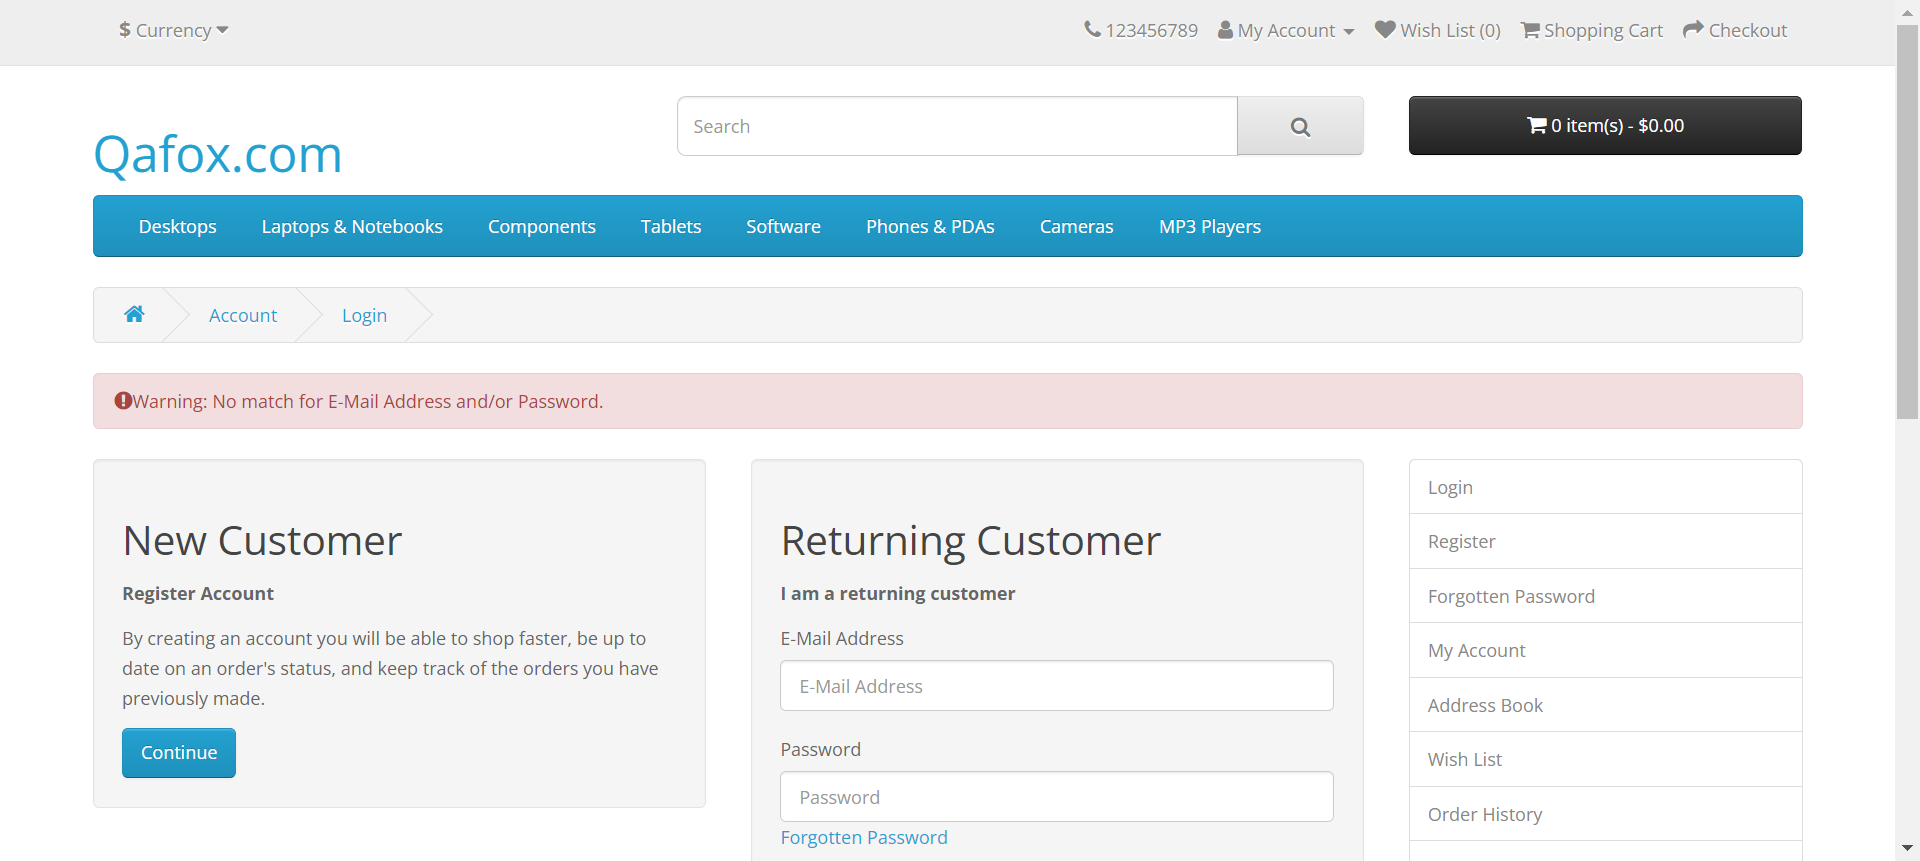 $ Currency
123456789 My Account Wish List (0) Shopping Cart Checkout
Qafox.com
Search
0 item(s) - $0.00
Desktops Laptops & Notebooks Components Tablets Software Phones & PDAs Cameras MP3 Players
Account Login
Warning: No match for E-Mail Address and/or Password.
New Customer
Register Account
By creating an account you will be able to shop faster, be up to
date on an order's status, and keep track of the orders you have
previously made.
Continue
Returning Customer
I am a returning customer
E-Mail Address
E-Mail Address
Password
Password
Forgotten Password
Login
Register
Forgotten Password
My Account
Address Book
Wish List
Order History